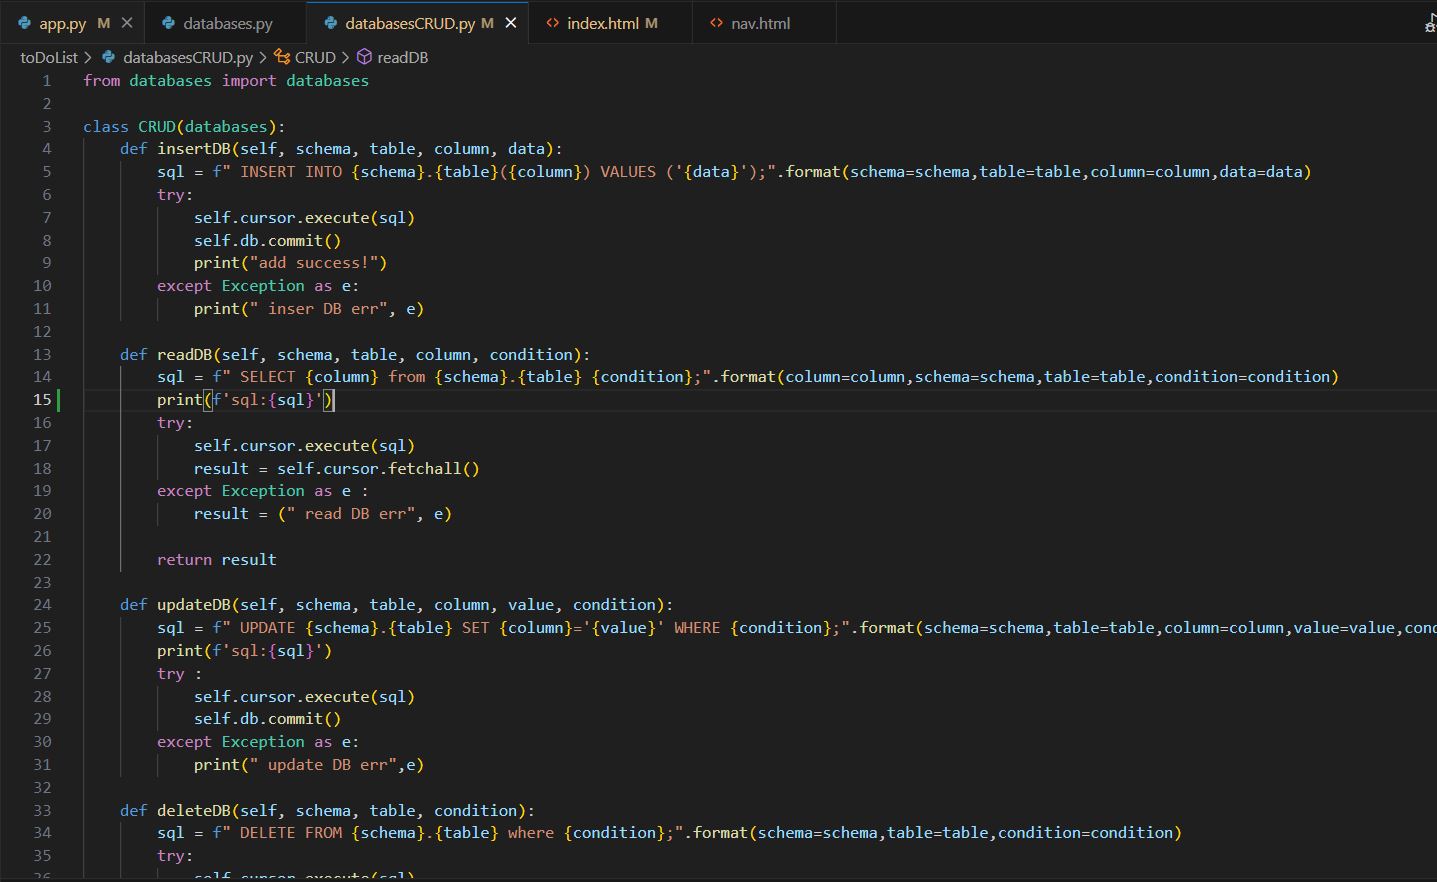 app.py M
databases.py
databasesCRUD.py M
index.html M
nav.html
toDoList > databasesCRUD.py > CRUD > readDB
1 from databases import databases
2
3 class CRUD(databases):
4     def insertDB(self, schema, table, column, data):
5         sql = f" INSERT INTO {schema}.{table}({column}) VALUES ('{data}');".format(schema=schema,table=table,column=column,data=data)
6         try:
7             self.cursor.execute(sql)
8             self.db.commit()
9             print("add success!")
10         except Exception as e:
11             print(" inser DB err", e)
12
13     def readDB(self, schema, table, column, condition):
14         sql = f" SELECT {column} from {schema}.{table} {condition};".format(column=column,schema=schema,table=table,condition=condition)
15         print(f'sql:{sql}')
16         try:
17             self.cursor.execute(sql)
18             result = self.cursor.fetchall()
19         except Exception as e :
20             result = (" read DB err", e)
21
22         return result
23
24     def updateDB(self, schema, table, column, value, condition):
25         sql = f" UPDATE {schema}.{table} SET {column}='{value}' WHERE {condition};".format(schema=schema,table=table,column=column,value=value,cond
26         print(f'sql:{sql}')
27         try :
28             self.cursor.execute(sql)
29             self.db.commit()
30         except Exception as e:
31             print(" update DB err",e)
32
33     def deleteDB(self, schema, table, condition):
34         sql = f" DELETE FROM {schema}.{table} where {condition};".format(schema=schema,table=table,condition=condition)
35         try:
36             self.cursor.execute(sql)